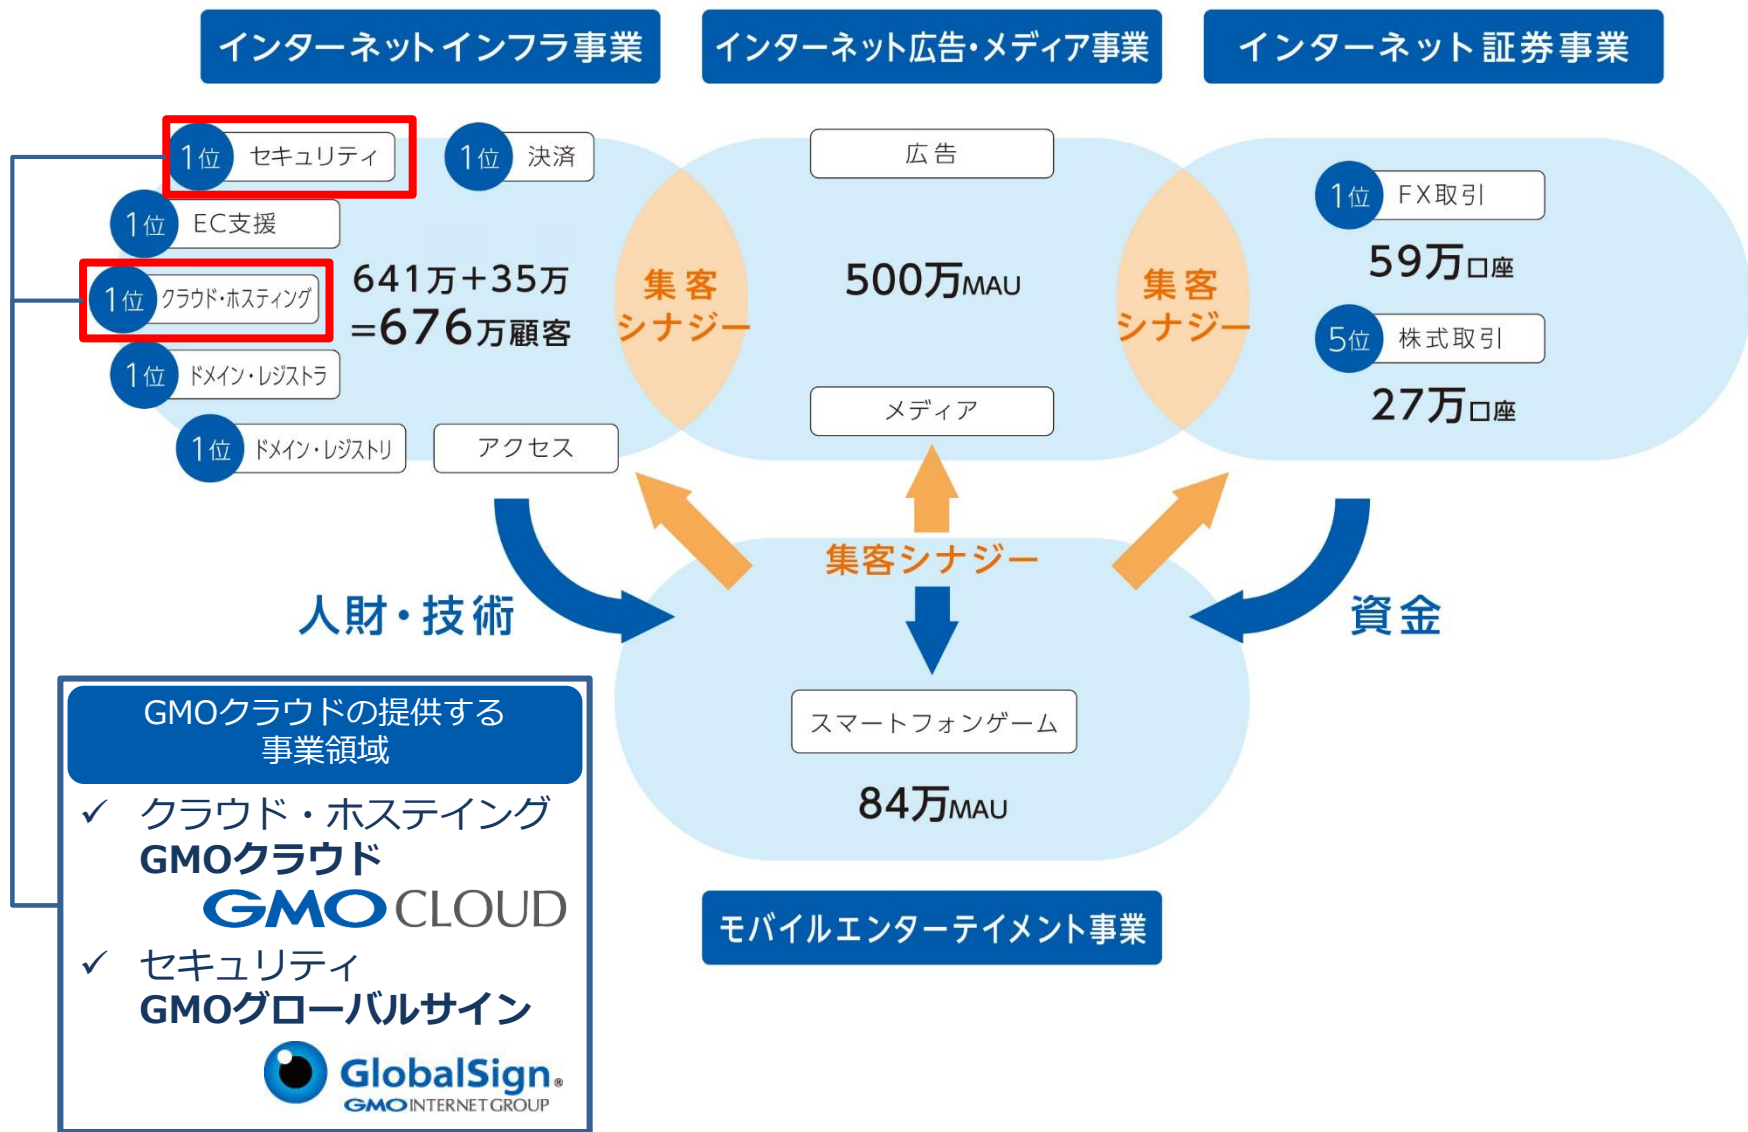 インターネットインフラ事業
インターネット広告・メディア事業
インターネット証券事業
1位 セキュリティ
1位 決済
1位 EC支援
1位 クラウド・ホスティング
1位 ドメイン・レジストラ
1位 ドメイン・レジストリ
アクセス
641万＋35万
=676万顧客
集客
シナジー
広告
500万MAU
メディア
集客
シナジー
1位 FX取引
59万口座
5位 株式取引
27万口座
集客シナジー
人財・技術
資金
スマートフォンゲーム
84万MAU
モバイルエンターテイメント事業
GMOクラウドの提供する
事業領域
✓ クラウド・ホステイング
GMOクラウド
GMO CLOUD
✓ セキュリティ
GMOグローバルサイン
GlobalSign®
GMO INTERNET GROUP